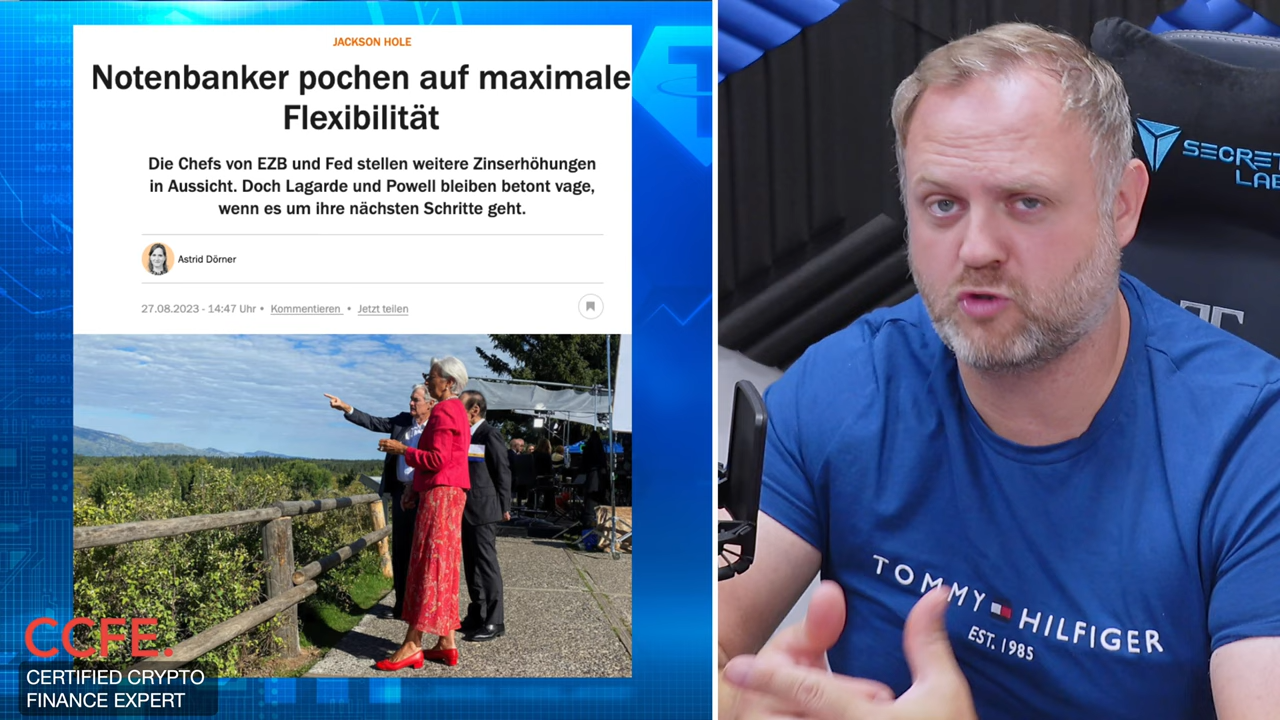 JACKSON HOLE
Notenbanker pochen auf maximale
Flexibilität
Die Chefs von EZB und Fed stellen weitere Zinserhöhungen
in Aussicht. Doch Lagarde und Powell bleiben betont vage,
wenn es um ihre nächsten Schritte geht.
Astrid Dörner
27.08.2023 - 14:47 Uhr • Kommentieren • Jetzt teilen
CCFE.
CERTIFIED CRYPTO
FINANCE EXPERT
SECRET
LAB
TOMMY HILFIGER
EST. 1985